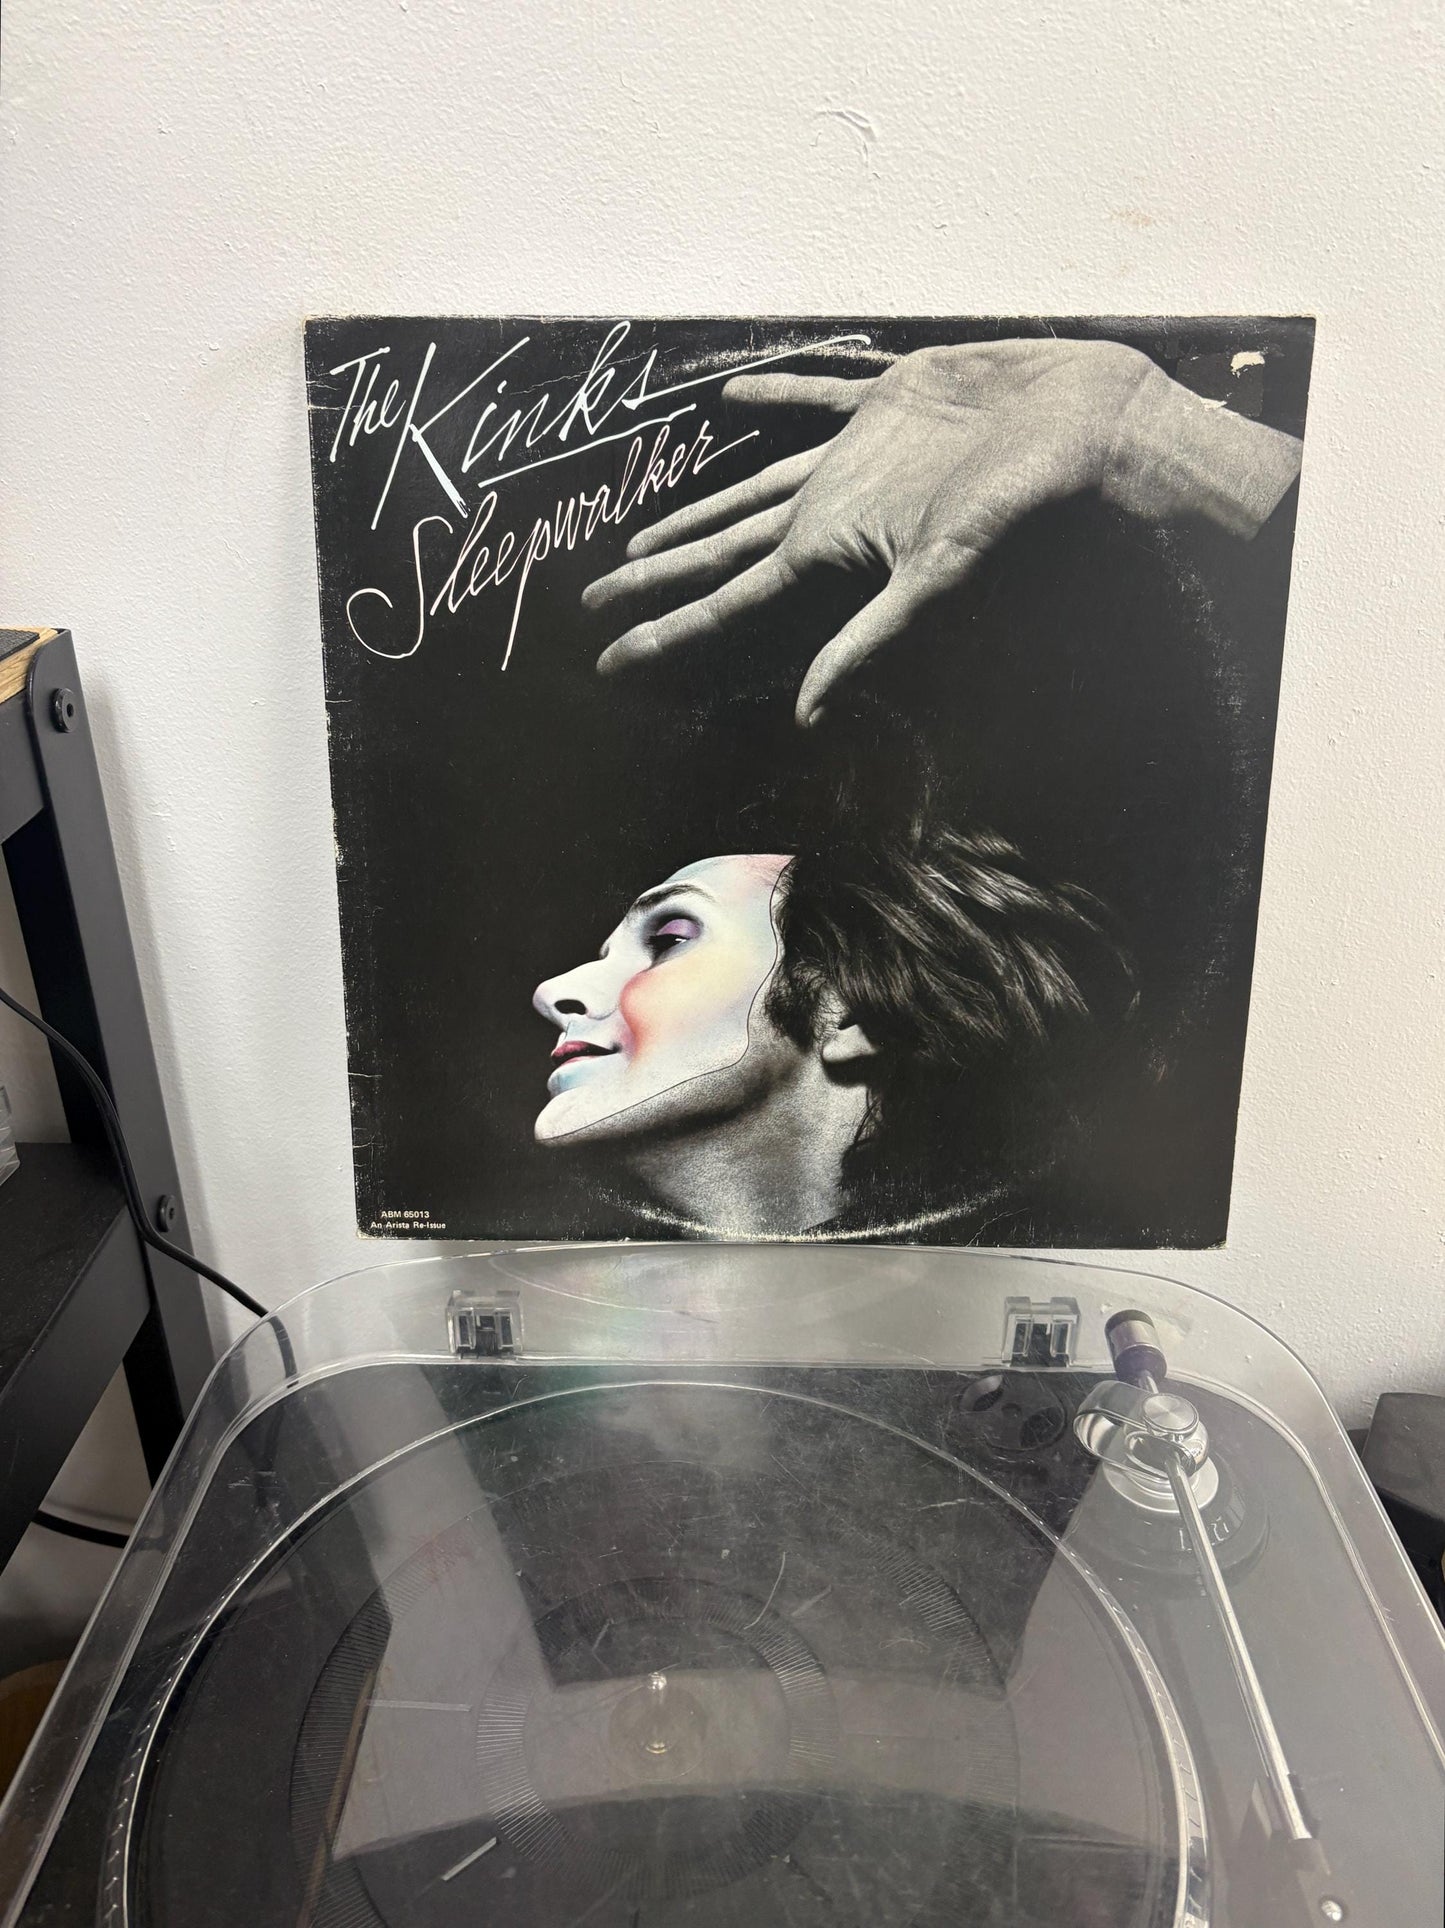 The Kinks
Sleepwalker
ABM 65013
An Arista Re-Issue